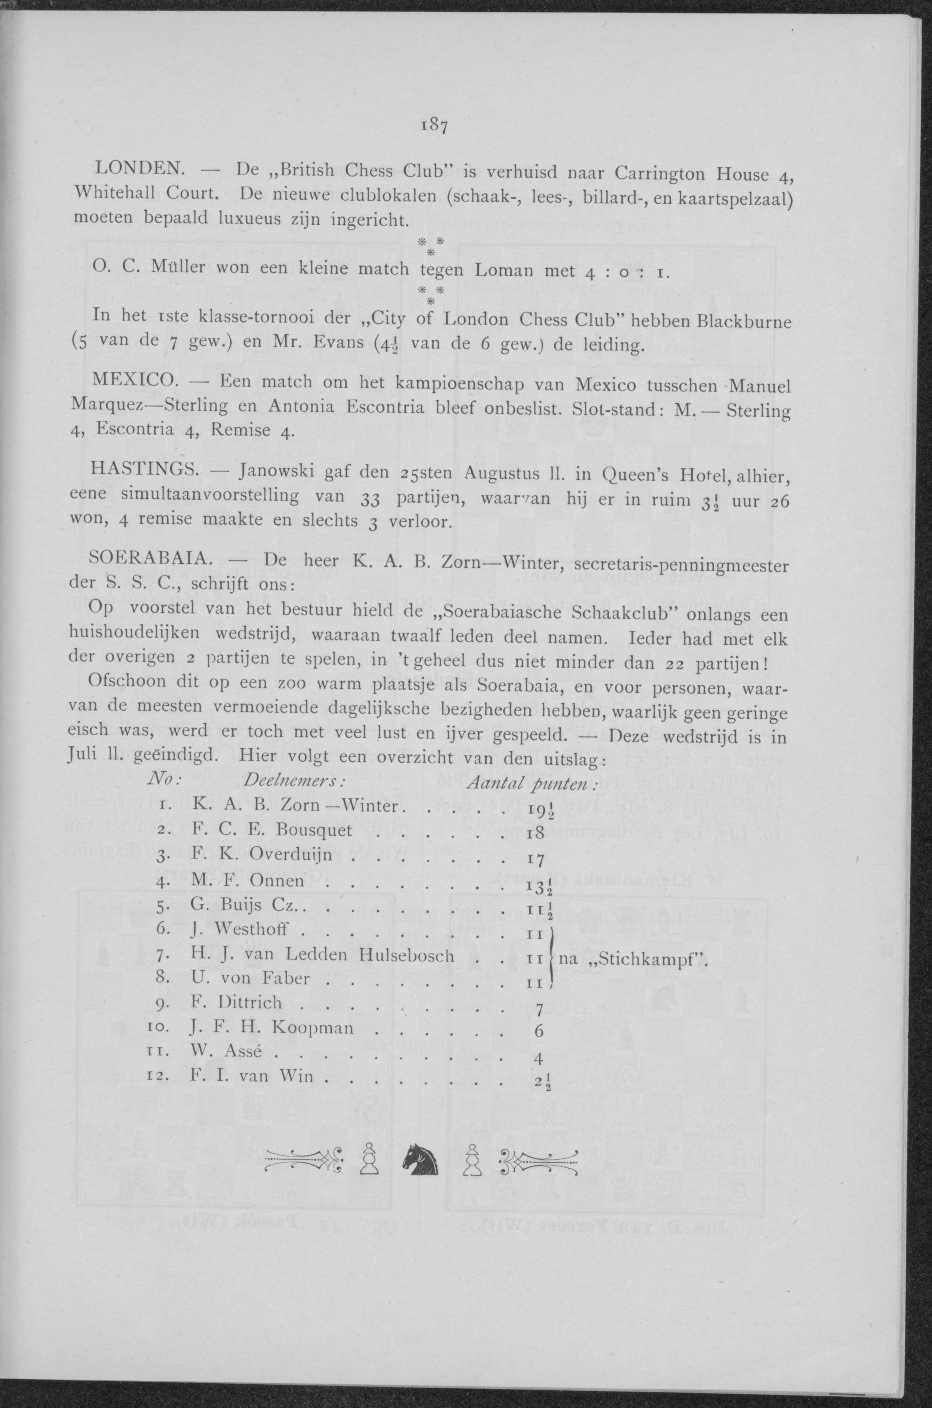 187
LONDEN. — De „British Chess Club" is verhuisd naar Carrington House 4,
Whitehall Court. De nieuwe clublokalen (schaak-, lees-, billard-, en kaartspelzaal)
moeten bepaald luxueus zijn ingericht.
* *
*
O. C. Müller won een kleine match tegen Loman met 4 : 0 : 1.
* *
*
In het 1ste klasse-tornooi der „City of London Chess Club" hebben Blackburne
(5 van de 7 gew.) en Mr. Evans (4½ van de 6 gew.) de leiding.
MEXICO. — Een match om het kampioenschap van Mexico tusschen Manuel
Marquez—Sterling en Antonia Escontria bleef onbeslist. Slot-stand: M. — Sterling
4, Escontria 4, Remise 4.
HASTINGS. — Janowski gaf den 25sten Augustus ll. in Queen's Hotel, alhier,
eene simultaanvoorstelling van 33 partijen, waarvan hij er in ruim 3½ uur 26
won, 4 remise maakte en slechts 3 verloor.
SOERABAIA. — De heer K. A. B. Zorn—Winter, secretaris-penningmeester
der S. S. C., schrijft ons:
Op voorstel van het bestuur hield de „Soerabaiasche Schaakclub" onlangs een
huishoudelijken wedstrijd, waaraan twaalf leden deel namen. Ieder had met elk
der overigen 2 partijen te spelen, in 't geheel dus niet minder dan 22 partijen!
Ofschoon dit op een zoo warm plaatsje als Soerabaia, en voor personen, waar-
van de meesten vermoeiende dagelijksche bezigheden hebben, waarlijk geen geringe
eisch was, werd er toch met veel lust en ijver gespeeld. — Deze wedstrijd is in
Juli ll. geëindigd. Hier volgt een overzicht van den uitslag:
No: Deelnemers: Aantal punten:
1. K. A. B. Zorn—Winter. . . . . 19½
2. F. C. E. Bousquet . . . . . . 18
3. F. K. Overduijn . . . . . . . 17
4. M. F. Onnen . . . . . . . . 13½
5. G. Buijs Cz. . . . . . . . . . 11½
6. J. Westhoff . . . . . . . . . 11
7. H. J. van Ledden Hulsebosch . . 11 na „Stichkampf".
8. U. von Faber . . . . . . . . 11
9. F. Dittrich . . . . . . . . . 7
10. J. F. H. Koopman . . . . . . 6
11. W. Assé . . . . . . . . . . 4
12. F. I. van Win . . . . . . . . 2½